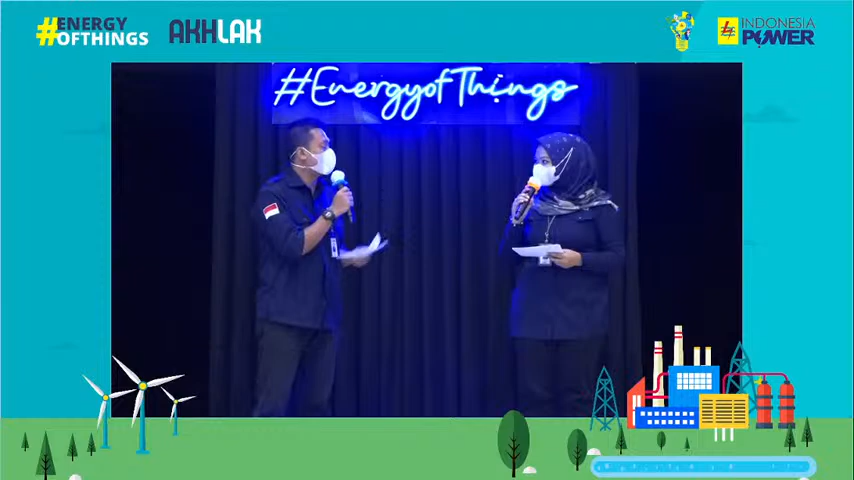 #ENERGY
OFTHINGS
AKHLAK
INDONESIA
POWER
#EnergyofThings